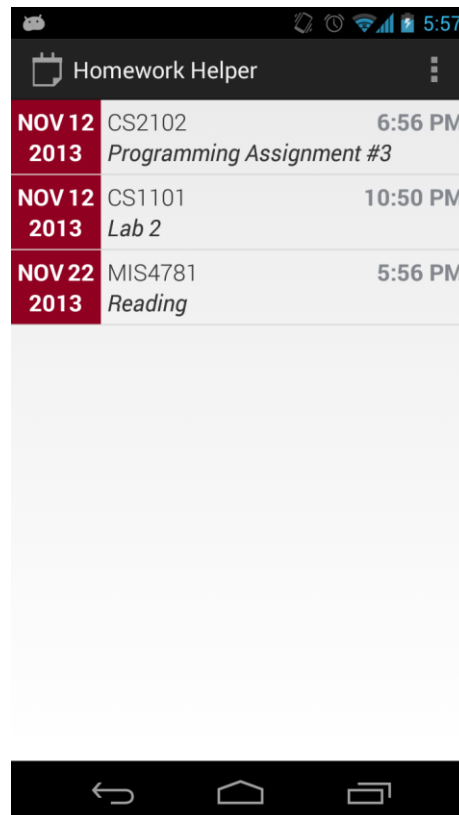 5:57
Homework Helper
NOV 12 CS2102 6:56 PM
2013 Programming Assignment #3
NOV 12 CS1101 10:50 PM
2013 Lab 2
NOV 22 MIS4781 5:56 PM
2013 Reading